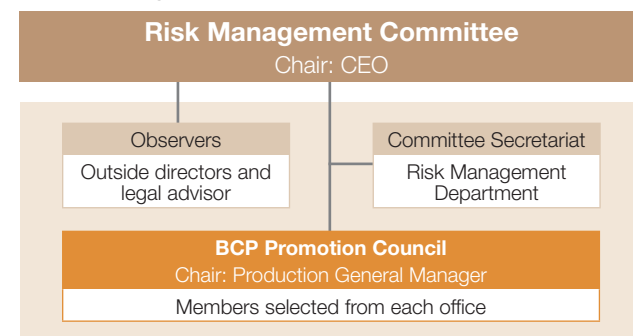 Risk Management Committee
Chair: CEO
Observers
Outside directors and
legal advisor
Committee Secretariat
Risk Management
Department
BCP Promotion Council
Chair: Production General Manager
Members selected from each office